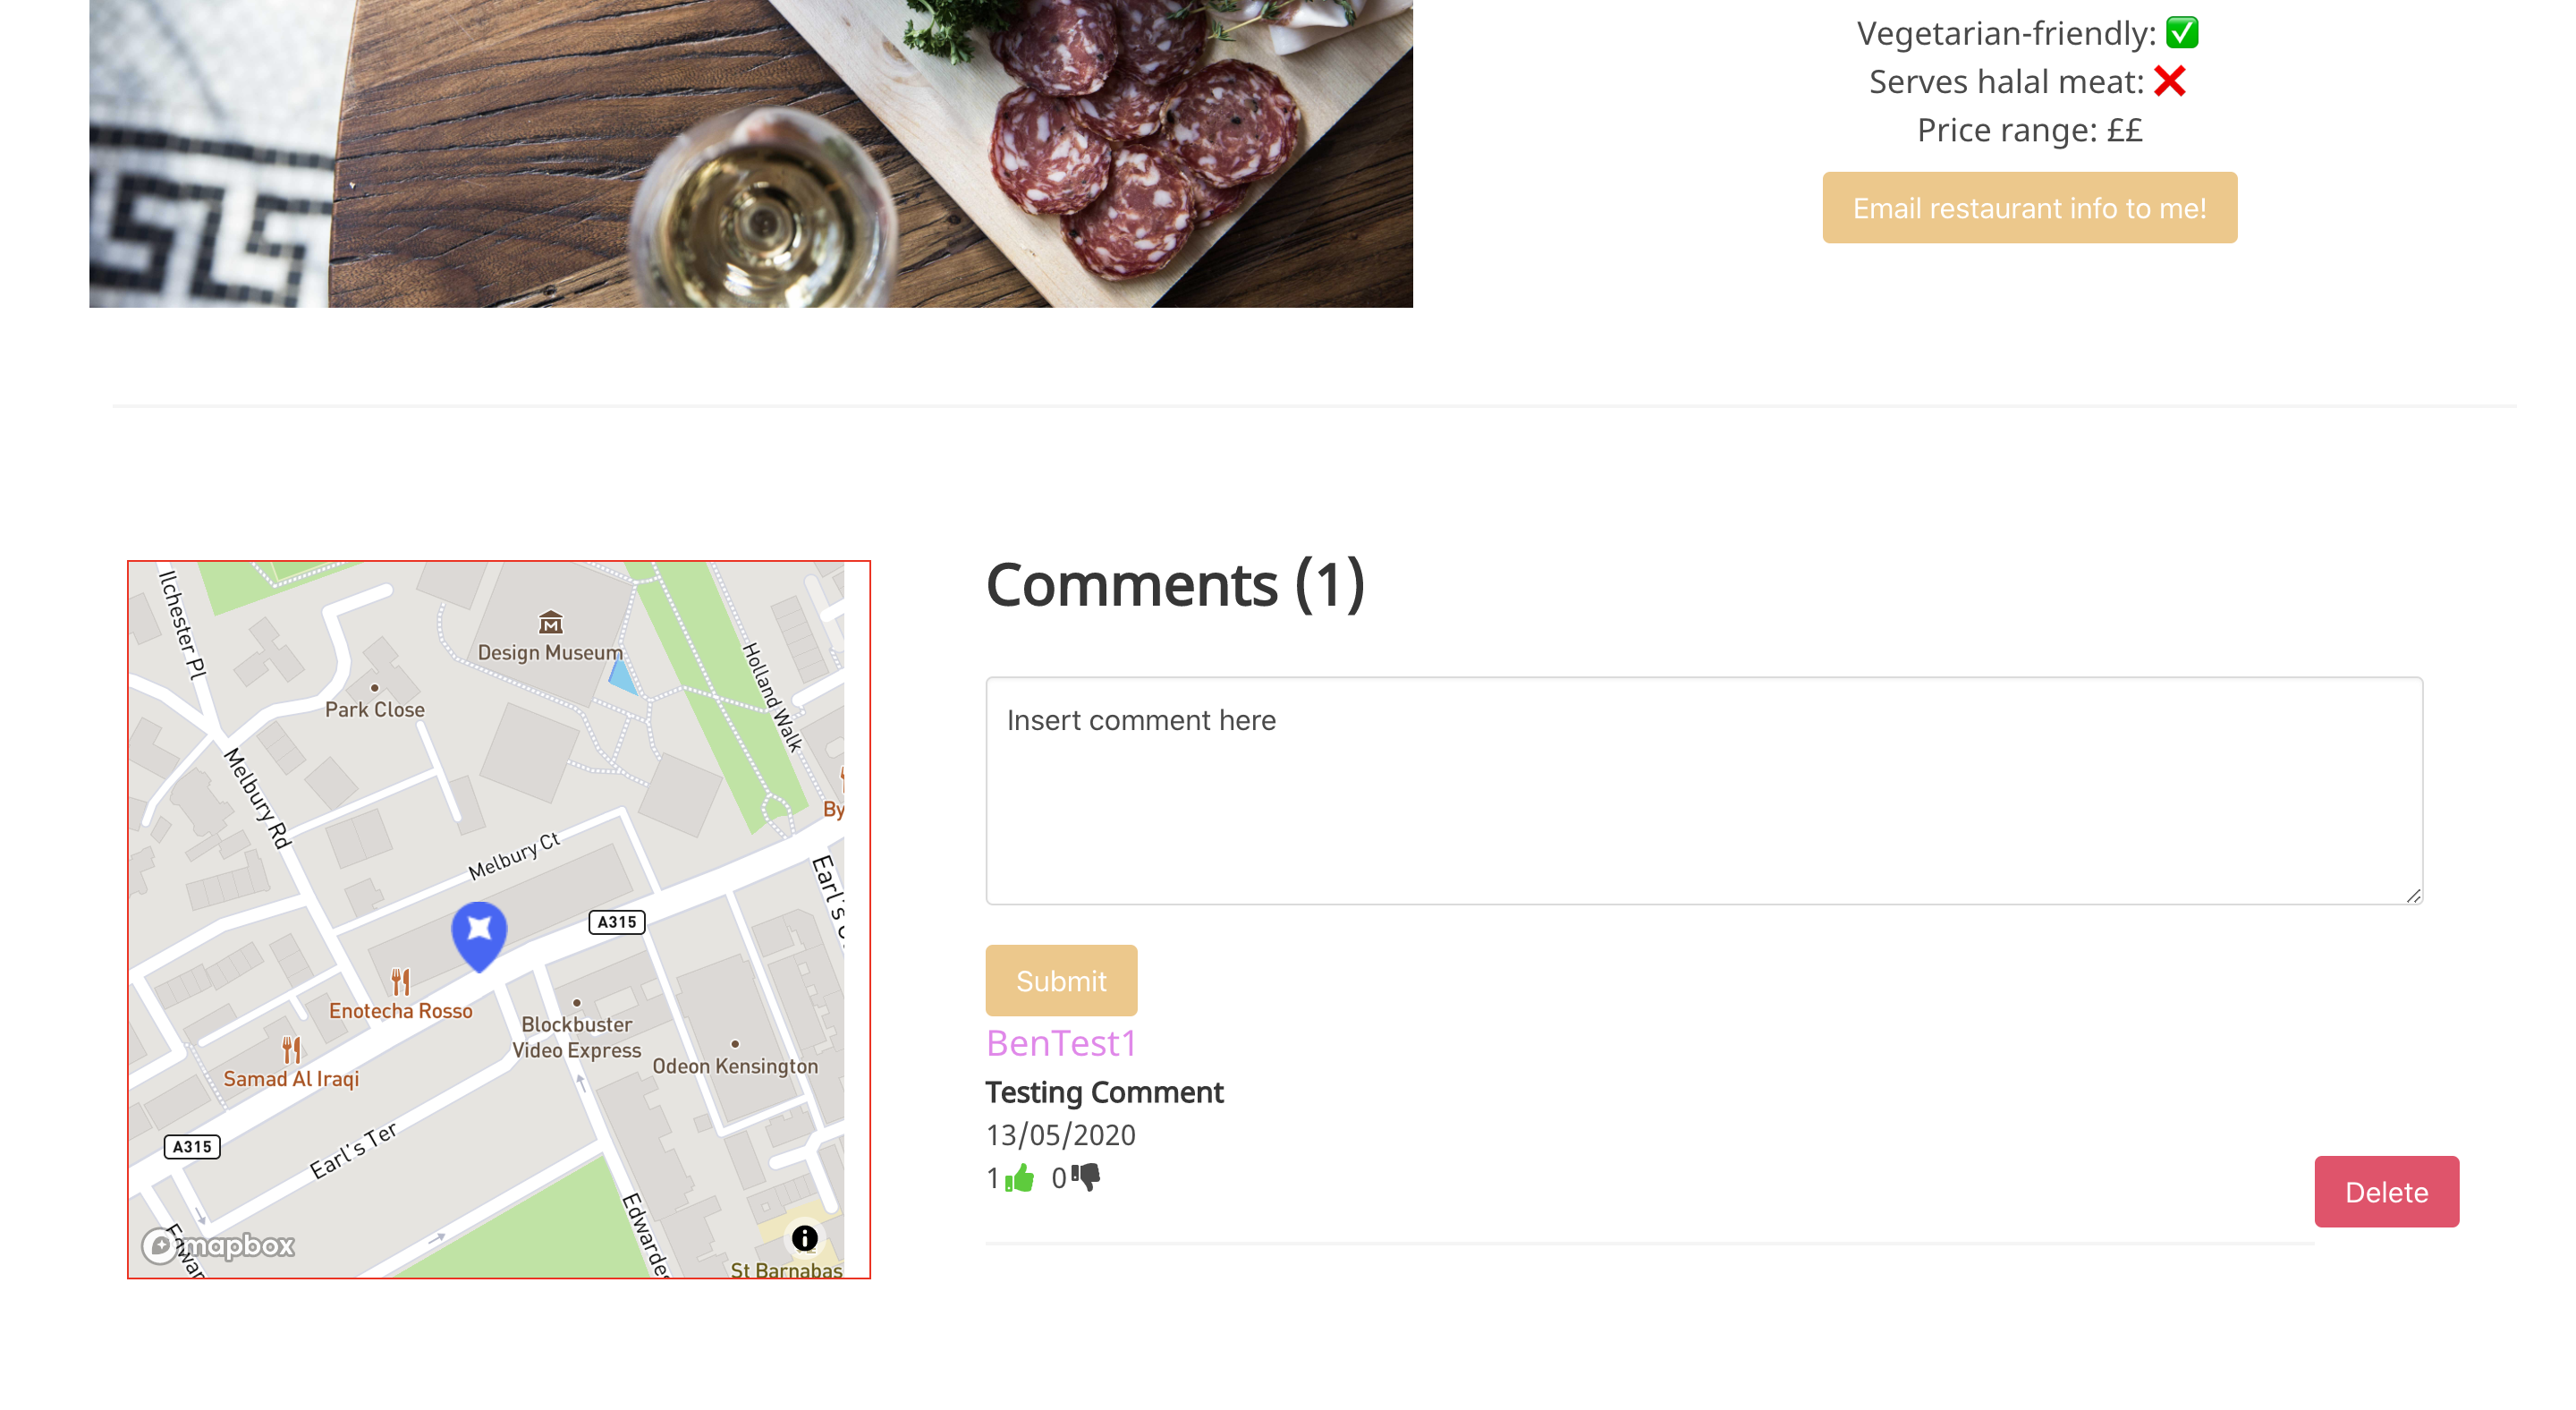 Vegetarian-friendly: ✅
Serves halal meat: ❌
Price range: ££
Email restaurant info to me!
Ilchester Pl
Design Museum
Park Close
Holland Walk
Melbury Rd
By
Melbury Ct
Earl's C
A315
Enotecha Rosso
Blockbuster
Video Express
Odeon Kensington
Samad Al Iraqi
A315
Earl's Ter
Edwardes
Edwar
mapbox
St Barnabas
Comments (1)
Insert comment here
Submit
BenTest1
Testing Comment
13/05/2020
1 0
Delete